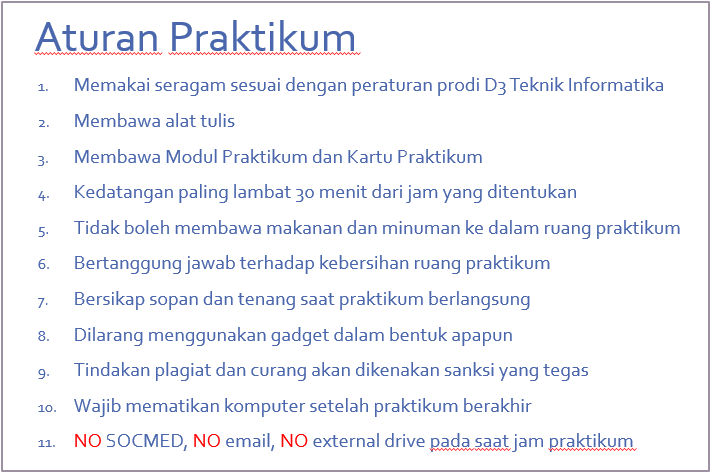 Aturan Praktikum
1. Memakai seragam sesuai dengan peraturan prodi D3 Teknik Informatika
2. Membawa alat tulis
3. Membawa Modul Praktikum dan Kartu Praktikum
4. Kedatangan paling lambat 30 menit dari jam yang ditentukan
5. Tidak boleh membawa makanan dan minuman ke dalam ruang praktikum
6. Bertanggung jawab terhadap kebersihan ruang praktikum
7. Bersikap sopan dan tenang saat praktikum berlangsung
8. Dilarang menggunakan gadget dalam bentuk apapun
9. Tindakan plagiat dan curang akan dikenakan sanksi yang tegas
10. Wajib mematikan komputer setelah praktikum berakhir
11. NO SOCMED, NO email, NO external drive pada saat jam praktikum